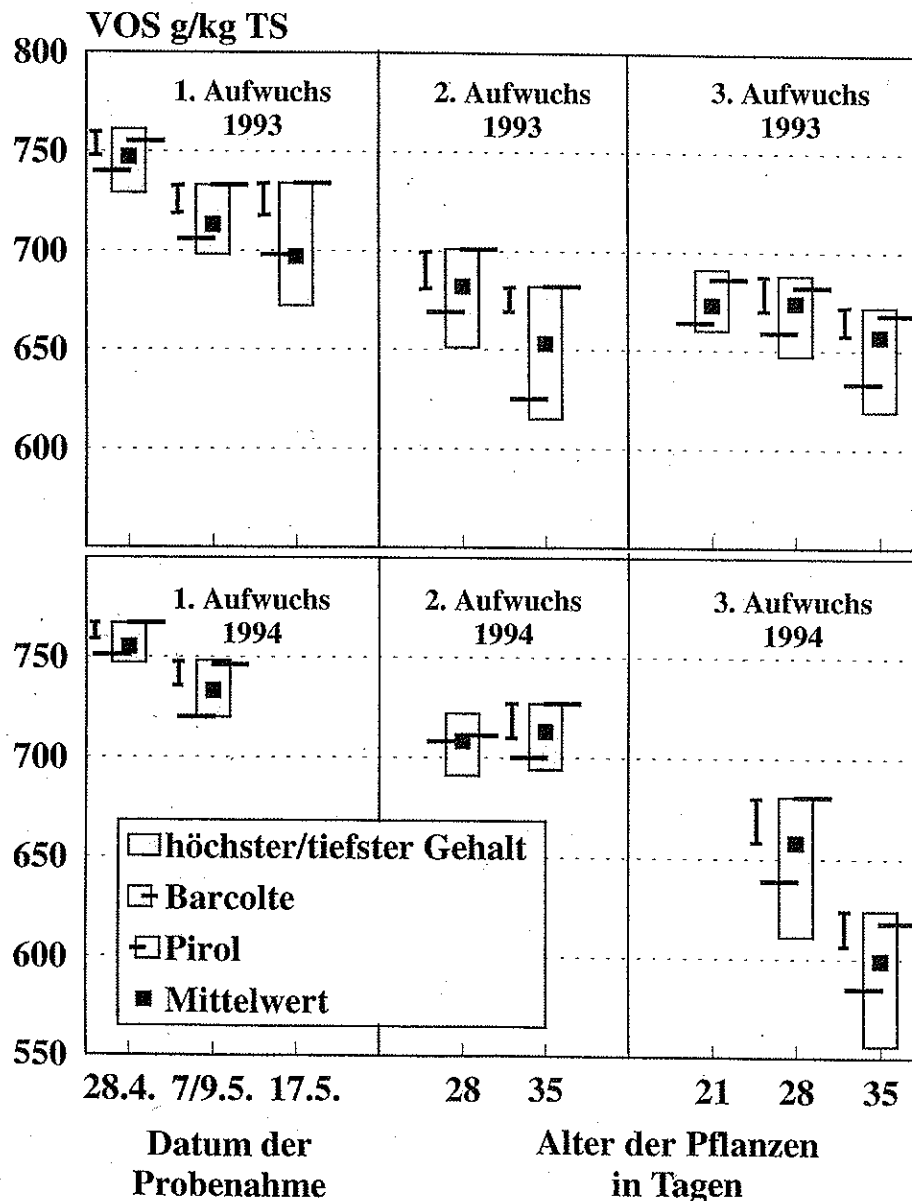 VOS g/kg TS
800
750
700
650
600
1. Aufwuchs
1993
2. Aufwuchs
1993
3. Aufwuchs
1993
750
700
650
600
550
1. Aufwuchs
1994
2. Aufwuchs
1994
3. Aufwuchs
1994
höchster/tiefster Gehalt
Barcolte
Pirol
Mittelwert
28.4. 7/9.5. 17.5. 28 35 21 28 35
Datum der
Probenahme
Alter der Pflanzen
in Tagen